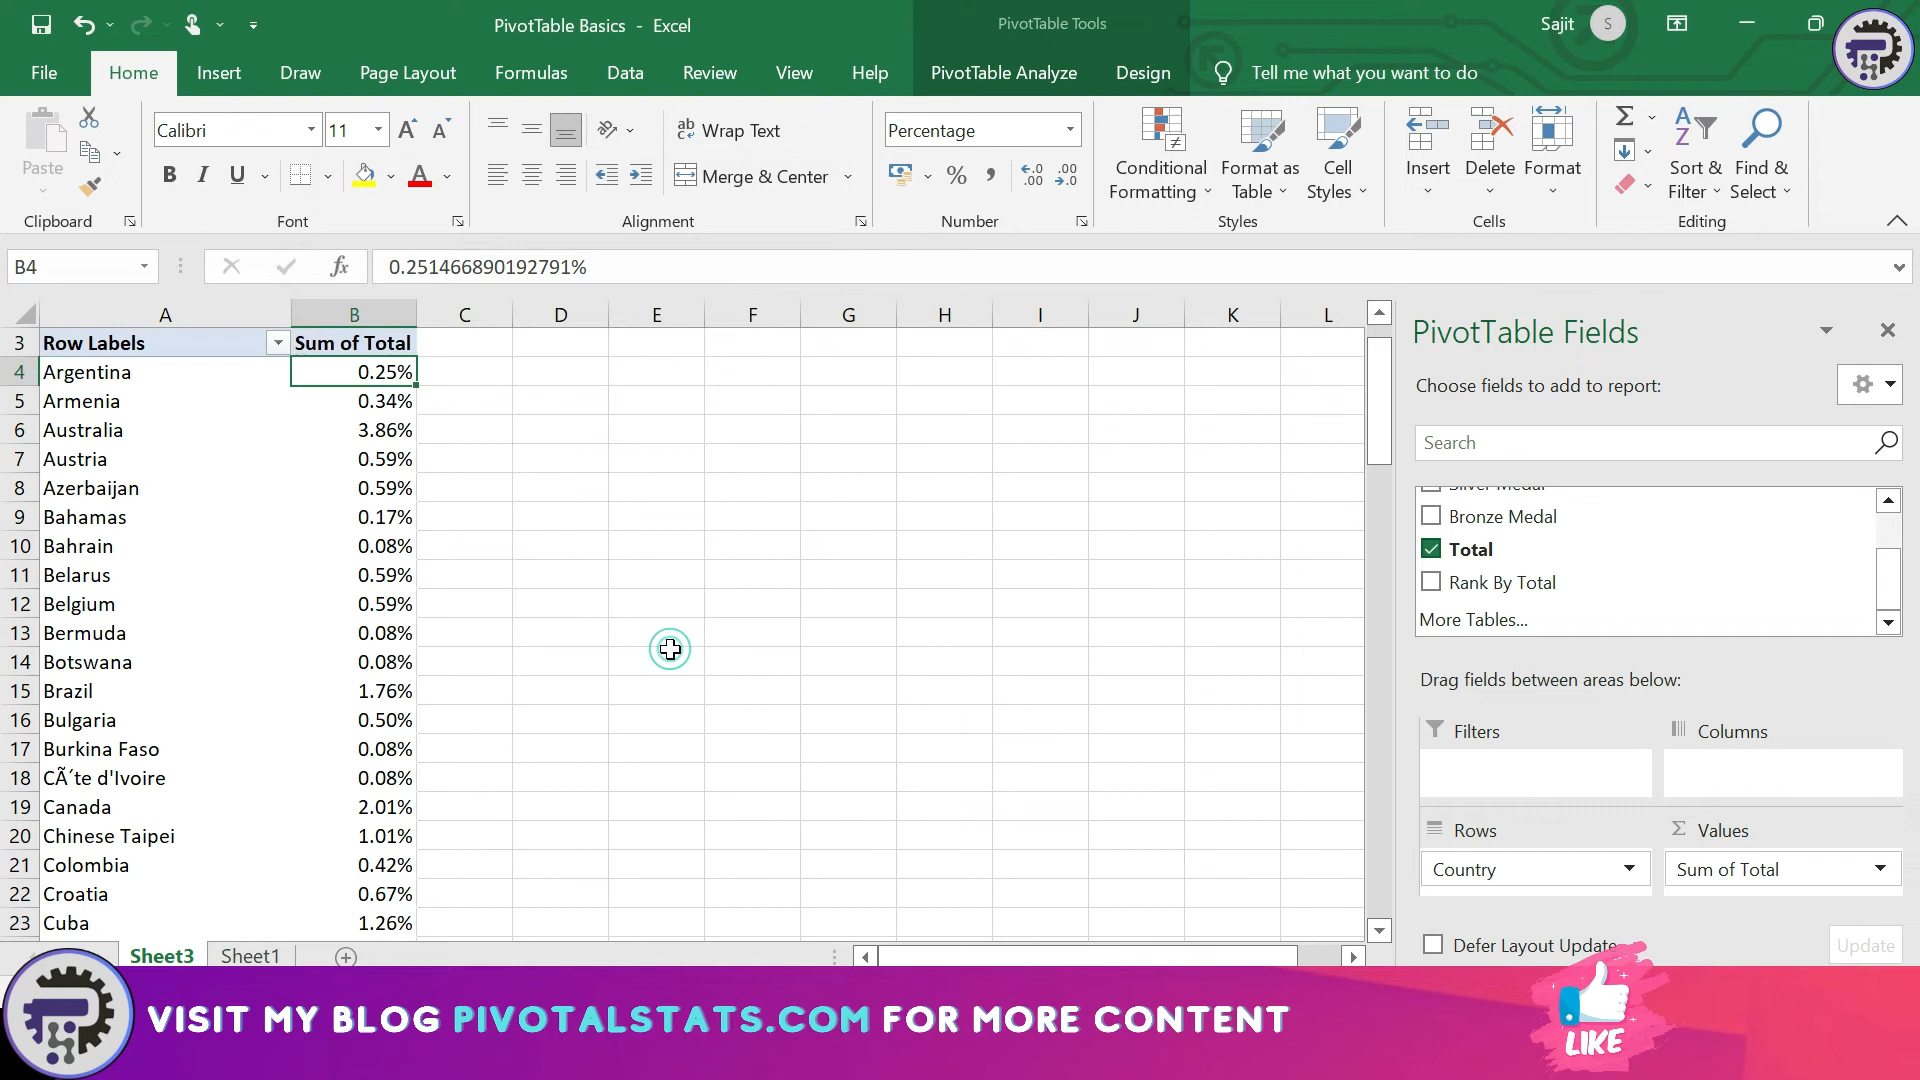 PivotTable Basics - Excel
PivotTable Tools
Sajit
S
File
Home
Insert
Draw
Page Layout
Formulas
Data
Review
View
Help
PivotTable Analyze
Design
Tell me what you want to do
Paste
Calibri
11
Wrap Text
Merge & Center
Percentage
Conditional Formatting
Format as Table
Cell Styles
Insert
Delete
Format
Sort & Filter
Find & Select
Clipboard
Font
Alignment
Number
Styles
Cells
Editing
B4
0.251466890192791%
A B C D E F G H I J K L
3 Row Labels Sum of Total
4 Argentina 0.25%
5 Armenia 0.34%
6 Australia 3.86%
7 Austria 0.59%
8 Azerbaijan 0.59%
9 Bahamas 0.17%
10 Bahrain 0.08%
11 Belarus 0.59%
12 Belgium 0.59%
13 Bermuda 0.08%
14 Botswana 0.08%
15 Brazil 1.76%
16 Bulgaria 0.50%
17 Burkina Faso 0.08%
18 CÃ´te d'Ivoire 0.08%
19 Canada 2.01%
20 Chinese Taipei 1.01%
21 Colombia 0.42%
22 Croatia 0.67%
23 Cuba 1.26%
Sheet3
Sheet1
PivotTable Fields
Choose fields to add to report:
Search
Silver Medal
Bronze Medal
Total
Rank By Total
More Tables...
Drag fields between areas below:
Filters
Columns
Rows
Values
Country
Sum of Total
Defer Layout Update
Update
VISIT MY BLOG PIVOTALSTATS.COM FOR MORE CONTENT
LIKE